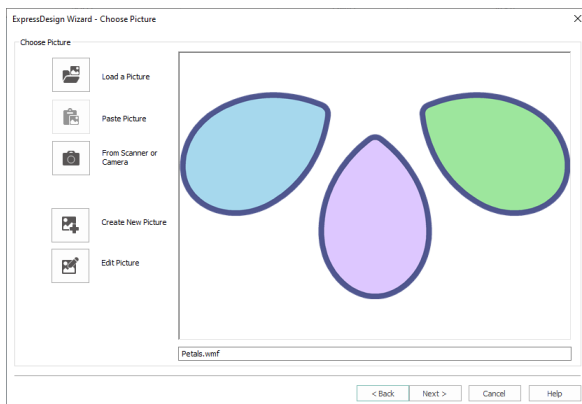 ExpressDesign Wizard - Choose Picture
Choose Picture
Load a Picture
Paste Picture
From Scanner or
Camera
Create New Picture
Edit Picture
Petals.wmf
< Back
Next >
Cancel
Help